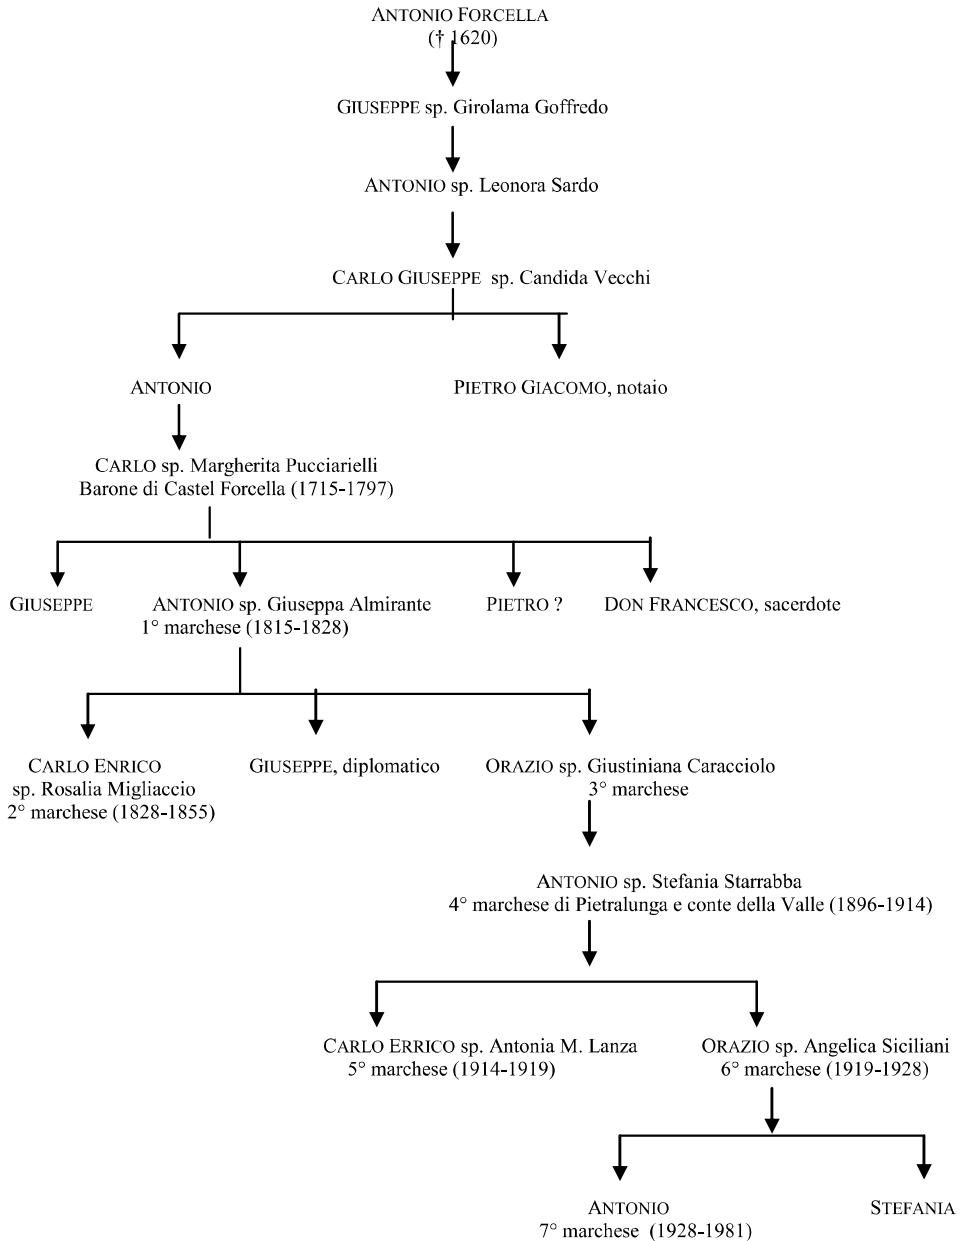 ANTONIO FORCELLA
(† 1620)
GIUSEPPE sp. Girolama Goffredo
ANTONIO sp. Leonora Sardo
CARLO GIUSEPPE sp. Candida Vecchi
ANTONIO
PIETRO GIACOMO, notaio
CARLO sp. Margherita Pucciarielli
Barone di Castel Forcella (1715-1797)
GIUSEPPE
ANTONIO sp. Giuseppa Almirante
1° marchese (1815-1828)
PIETRO ?
DON FRANCESCO, sacerdote
CARLO ENRICO
sp. Rosalia Migliaccio
2° marchese (1828-1855)
GIUSEPPE, diplomatico
ORAZIO sp. Giustiniana Caracciolo
3° marchese
ANTONIO sp. Stefania Starrabba
4° marchese di Pietralunga e conte della Valle (1896-1914)
CARLO ERRICO sp. Antonia M. Lanza
5° marchese (1914-1919)
ORAZIO sp. Angelica Siciliani
6° marchese (1919-1928)
ANTONIO
7° marchese (1928-1981)
STEFANIA